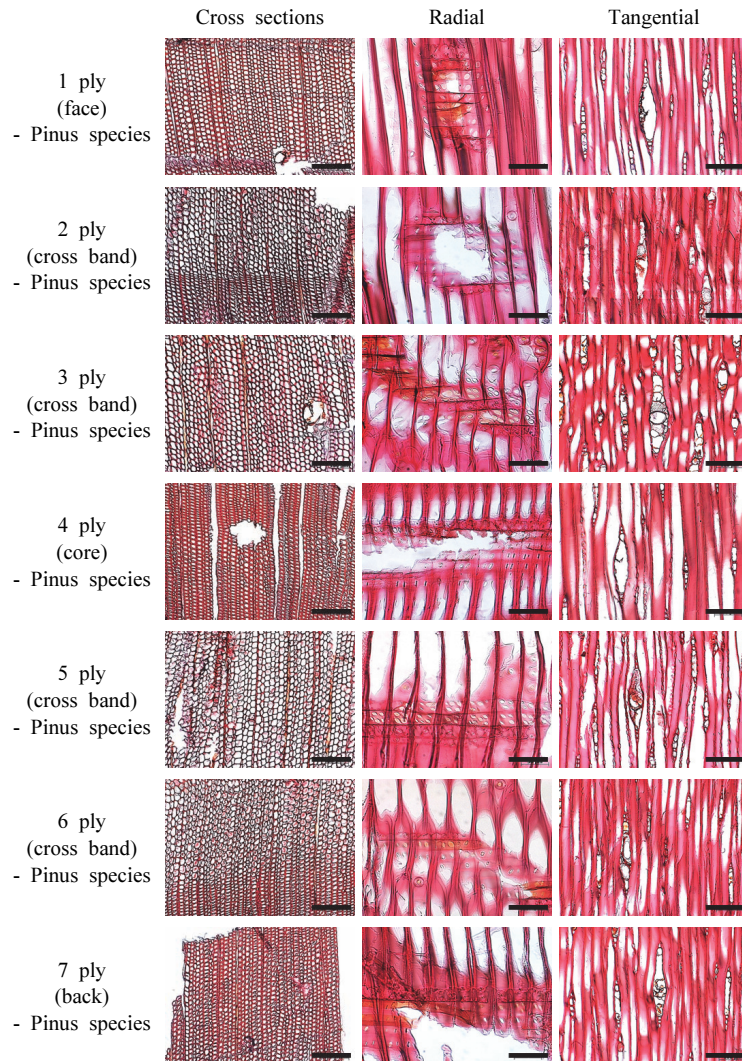 Cross sections Radial Tangential
1 ply
(face)
- Pinus species
2 ply
(cross band)
- Pinus species
3 ply
(cross band)
- Pinus species
4 ply
(core)
- Pinus species
5 ply
(cross band)
- Pinus species
6 ply
(cross band)
- Pinus species
7 ply
(back)
- Pinus species